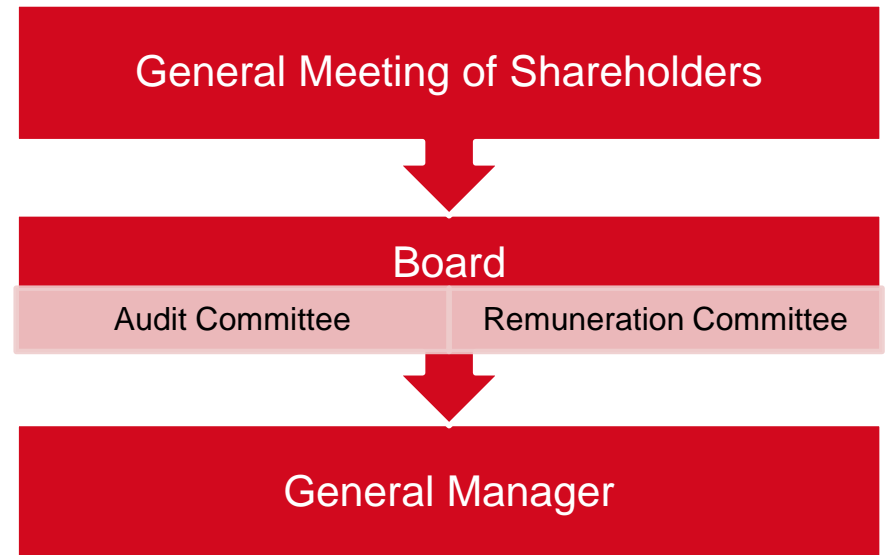 General Meeting of Shareholders
Board
Audit Committee
Remuneration Committee
General Manager